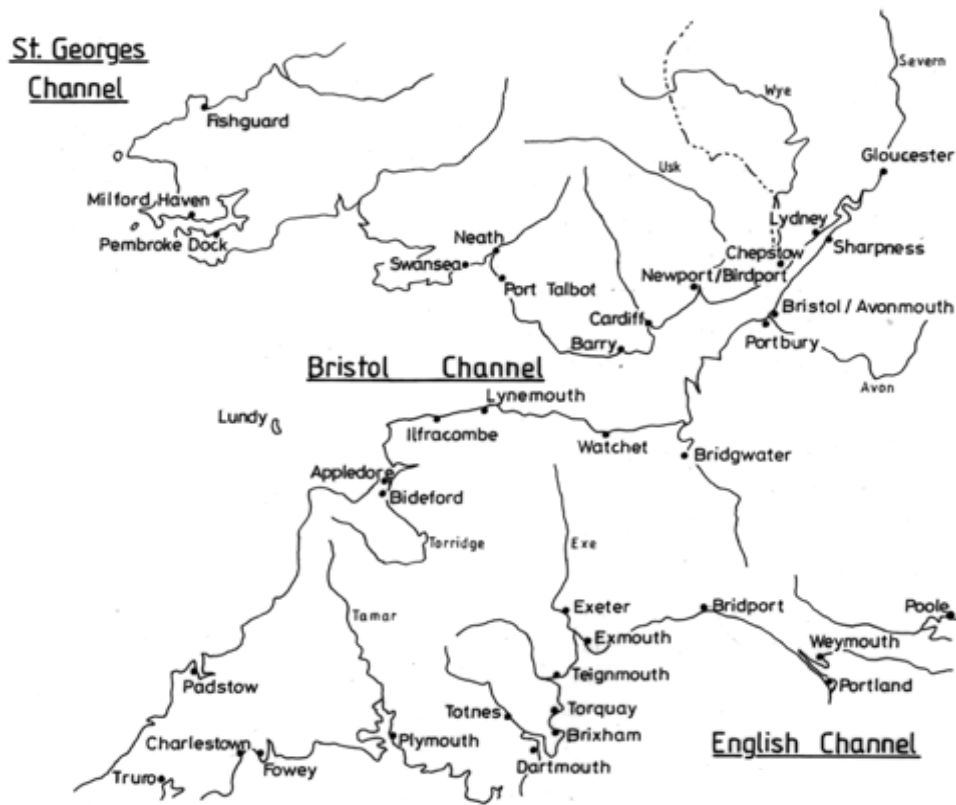 St. Georges
Channel
Severn
Wye
Fishguard
Gloucester
Usk
Milford Haven
Lydney
Pembroke Dock
Neath
Chepstow
Sharpness
Swansea
Newport/Birdport
Port Talbot
Bristol/Avonmouth
Cardiff
Portbury
Barry
Bristol Channel
Avon
Lynemouth
Lundy
Ilfracombe
Watchet
Bridgwater
Appledore
Bideford
Torridge
Exe
Tamar
Exeter
Bridport
Poole
Exmouth
Weymouth
Padstow
Teignmouth
Portland
Totnes
Torquay
Charlestown
Plymouth
Brixham
English Channel
Fowey
Dartmouth
Truro